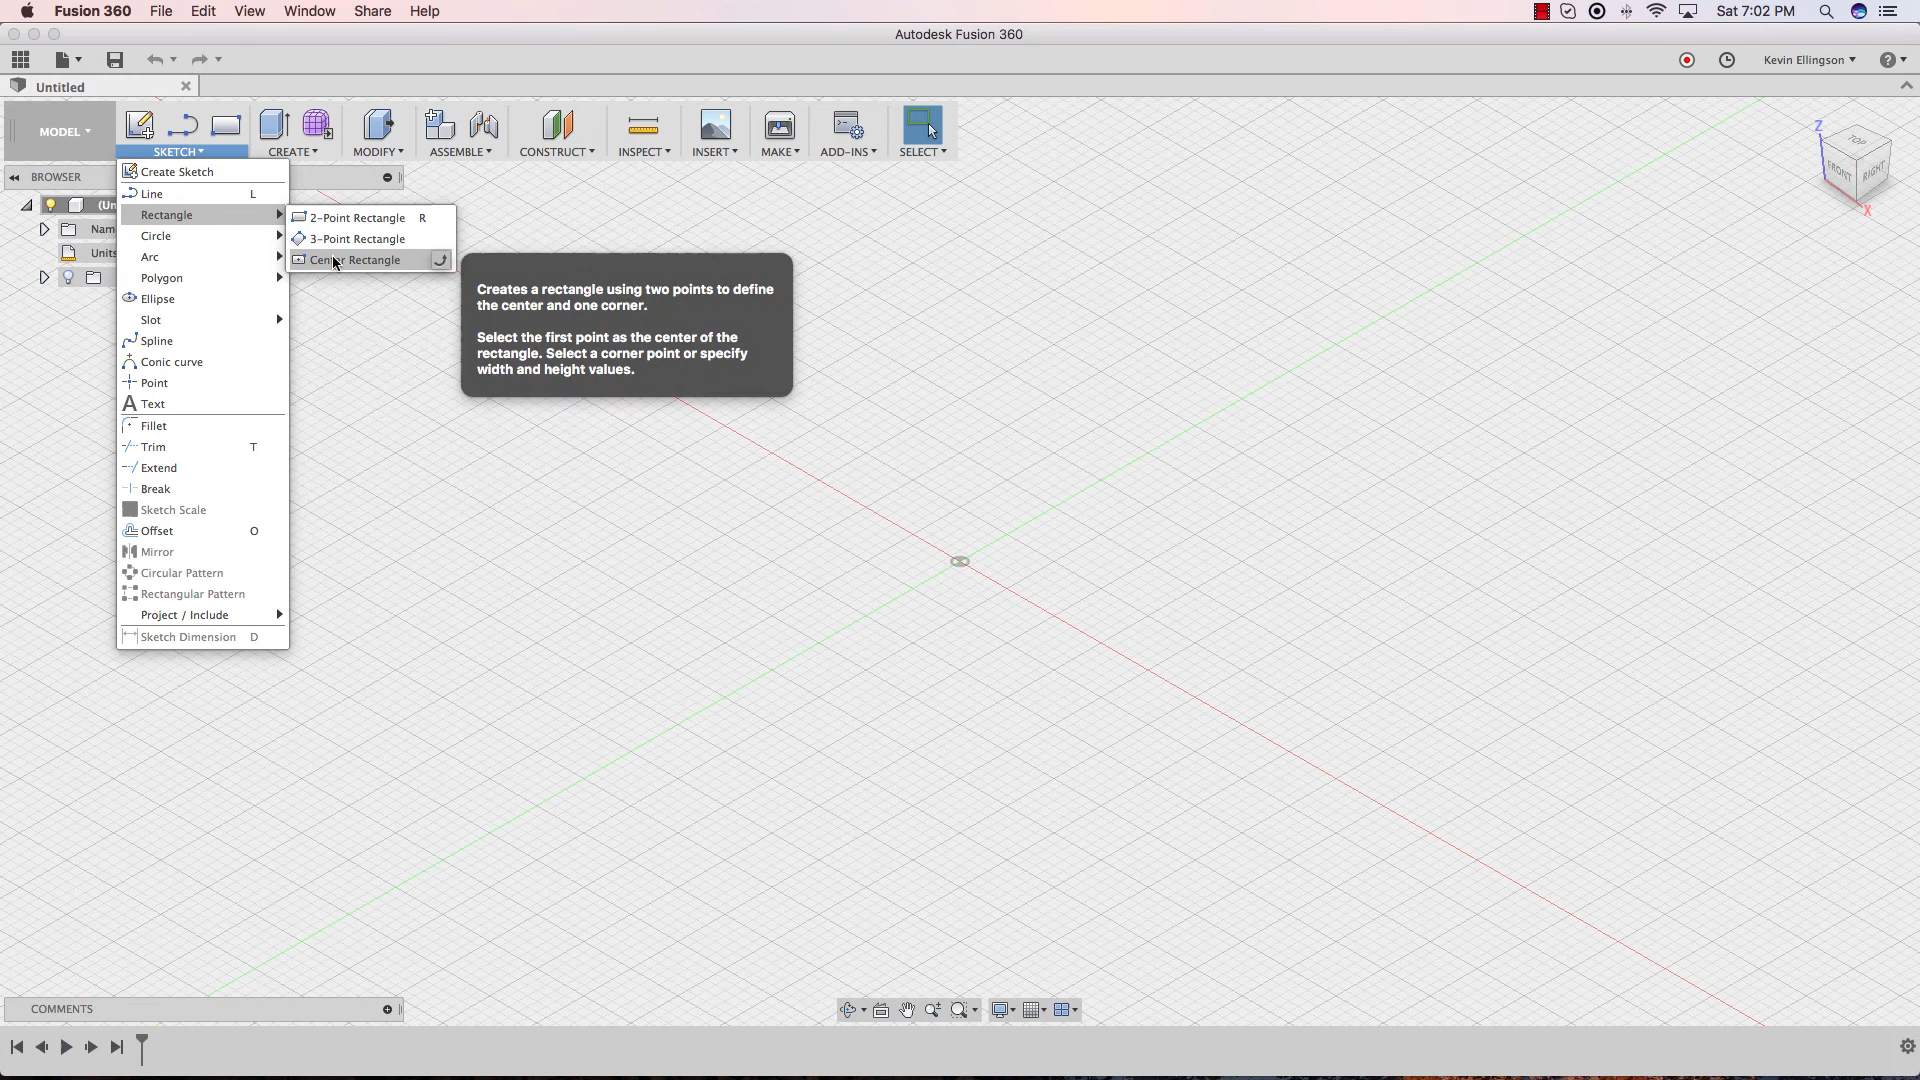 Fusion 360 File Edit View Window Share Help Sat 7:02 PM
Autodesk Fusion 360
Kevin Ellingson
Untitled
MODEL
SKETCH CREATE MODIFY ASSEMBLE CONSTRUCT INSPECT INSERT MAKE ADD-INS SELECT
BROWSER
(Un
Nam
Units
Create Sketch
Line L
Rectangle
Circle
Arc
Polygon
Ellipse
Slot
Spline
Conic curve
Point
Text
Fillet
Trim T
Extend
Break
Sketch Scale
Offset O
Mirror
Circular Pattern
Rectangular Pattern
Project / Include
Sketch Dimension D
2-Point Rectangle R
3-Point Rectangle
Center Rectangle
Creates a rectangle using two points to define
the center and one corner.
Select the first point as the center of the
rectangle. Select a corner point or specify
width and height values.
Z
TOP
FRONT
RIGHT
X
COMMENTS